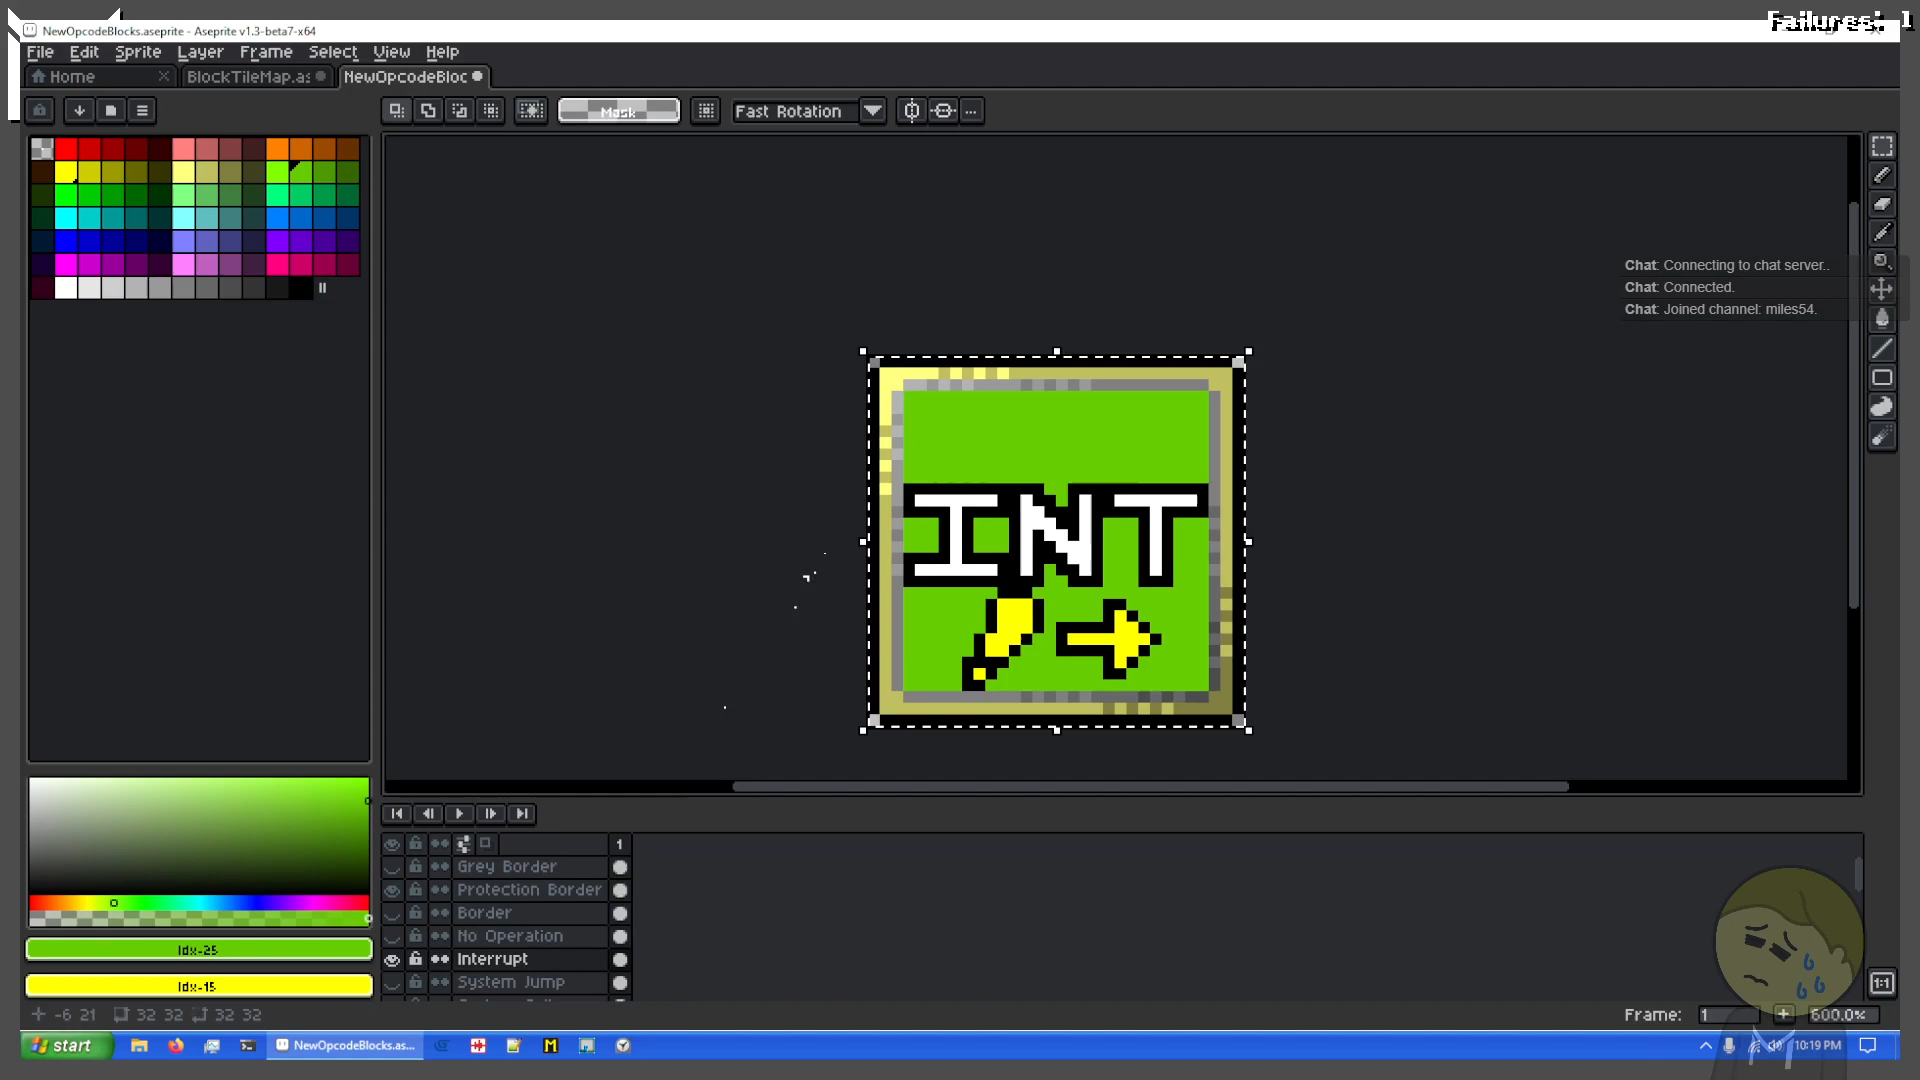 Failures: 1
NewOpcodeBlocks.aseprite - Aseprite v1.3-beta7-x64
File Edit Sprite Layer Frame Select View Help
Home BlockTileMap.as NewOpcodeBloc
Mask Fast Rotation
Chat: Connecting to chat server..
Chat: Connected.
Chat: Joined channel: miles54.
INT
1
Grey Border
Protection Border
Border
No Operation
Interrupt
System Jump
Idx-25
Idx-15
-6 21 32 32 32 32
Frame: 1 600.0%
1:1
start NewOpcodeBlocks.as... 10:19 PM